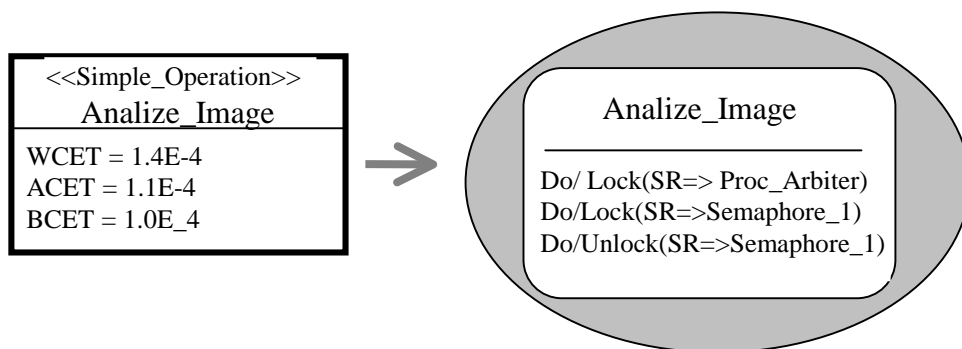 <<Simple_Operation>>
Analize_Image
WCET = 1.4E-4
ACET = 1.1E-4
BCET = 1.0E_4
Analize_Image
Do/ Lock(SR=> Proc_Arbiter)
Do/Lock(SR=>Semaphore_1)
Do/Unlock(SR=>Semaphore_1)